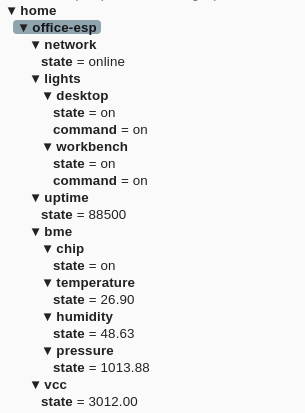 ▼ home
▼ office-esp
▼ network
state = online
▼ lights
▼ desktop
state = on
command = on
▼ workbench
state = on
command = on
▼ uptime
state = 88500
▼ bme
▼ chip
state = on
▼ temperature
state = 26.90
▼ humidity
state = 48.63
▼ pressure
state = 1013.88
▼ vcc
state = 3012.00